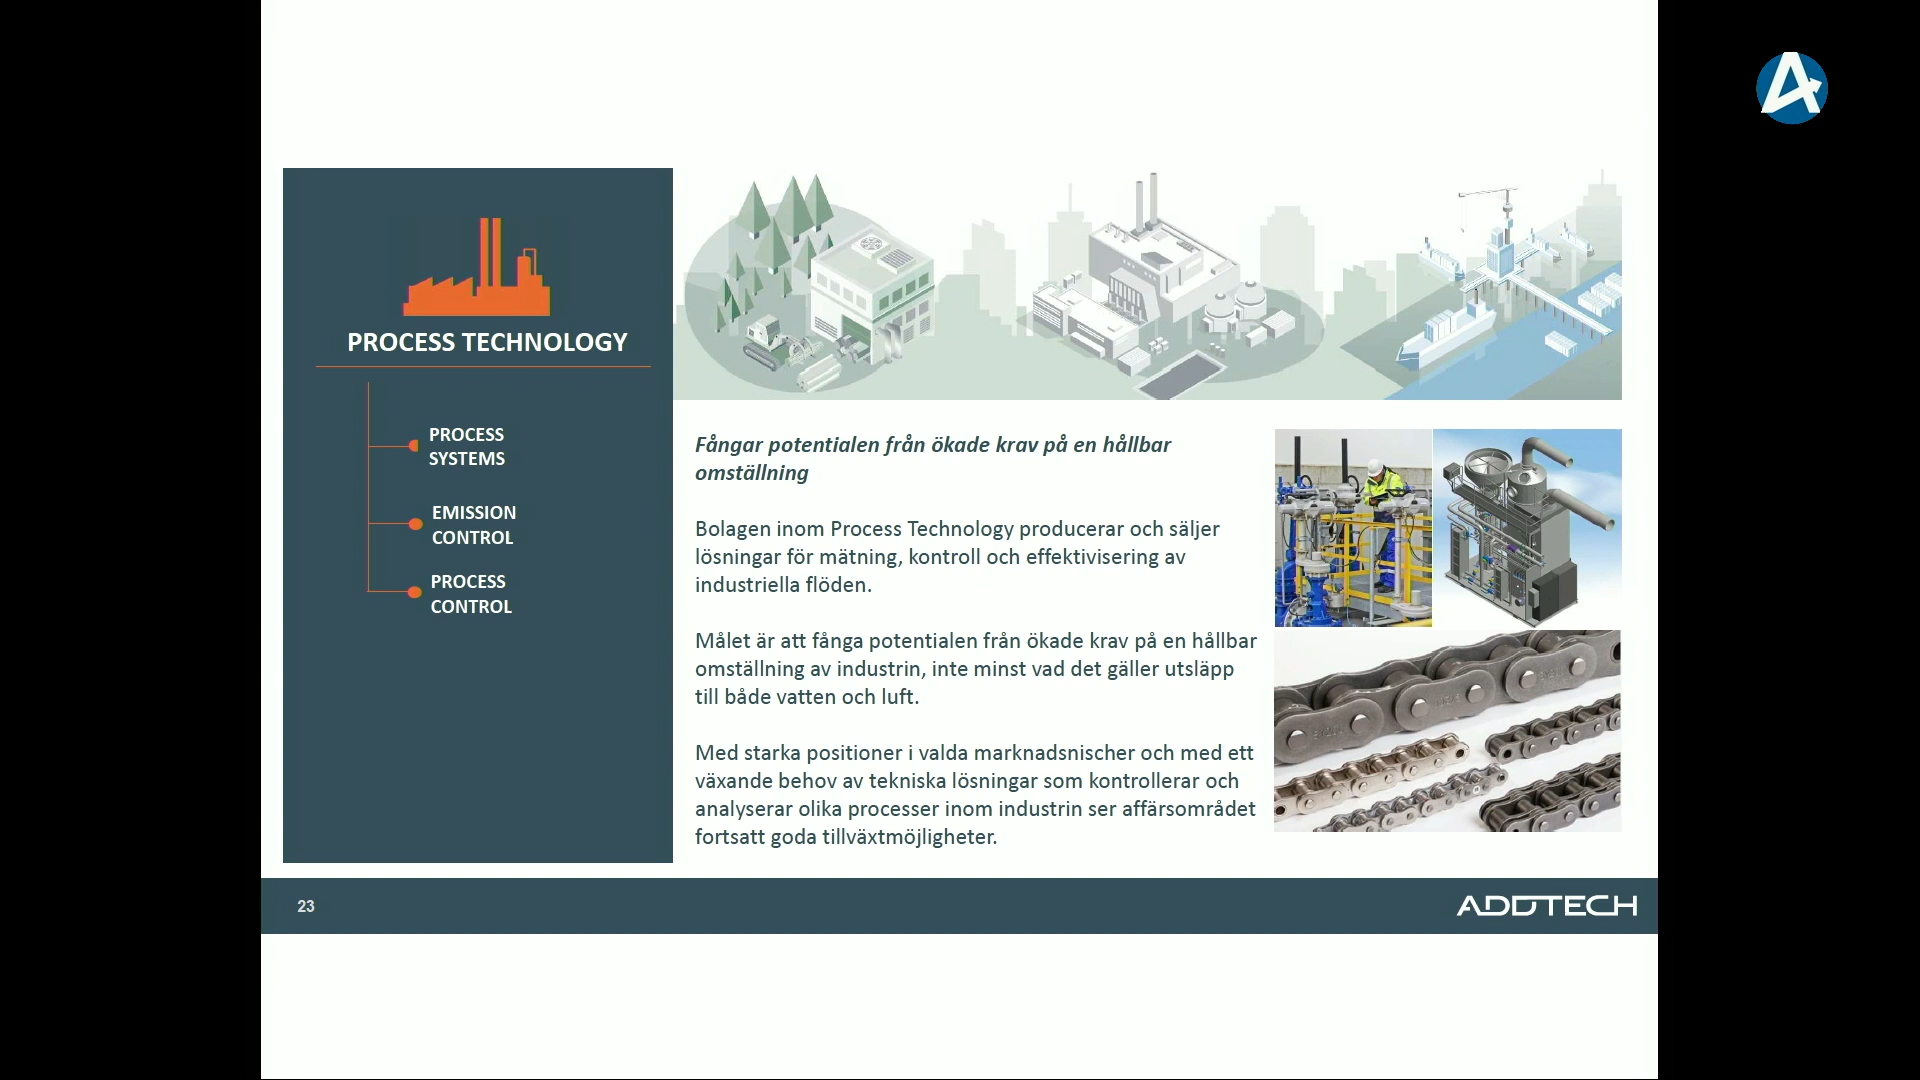 PROCESS TECHNOLOGY
PROCESS
SYSTEMS
EMISSION
CONTROL
PROCESS
CONTROL
Fångar potentialen från ökade krav på en hållbar
omställning
Bolagen inom Process Technology producerar och säljer
lösningar för mätning, kontroll och effektivisering av
industriella flöden.
Målet är att fånga potentialen från ökade krav på en hållbar
omställning av industrin, inte minst vad det gäller utsläpp
till både vatten och luft.
Med starka positioner i valda marknadsnischer och med ett
växande behov av tekniska lösningar som kontrollerar och
analyserar olika processer inom industrin ser affärsområdet
fortsatt goda tillväxtmöjligheter.
23
ADDTECH